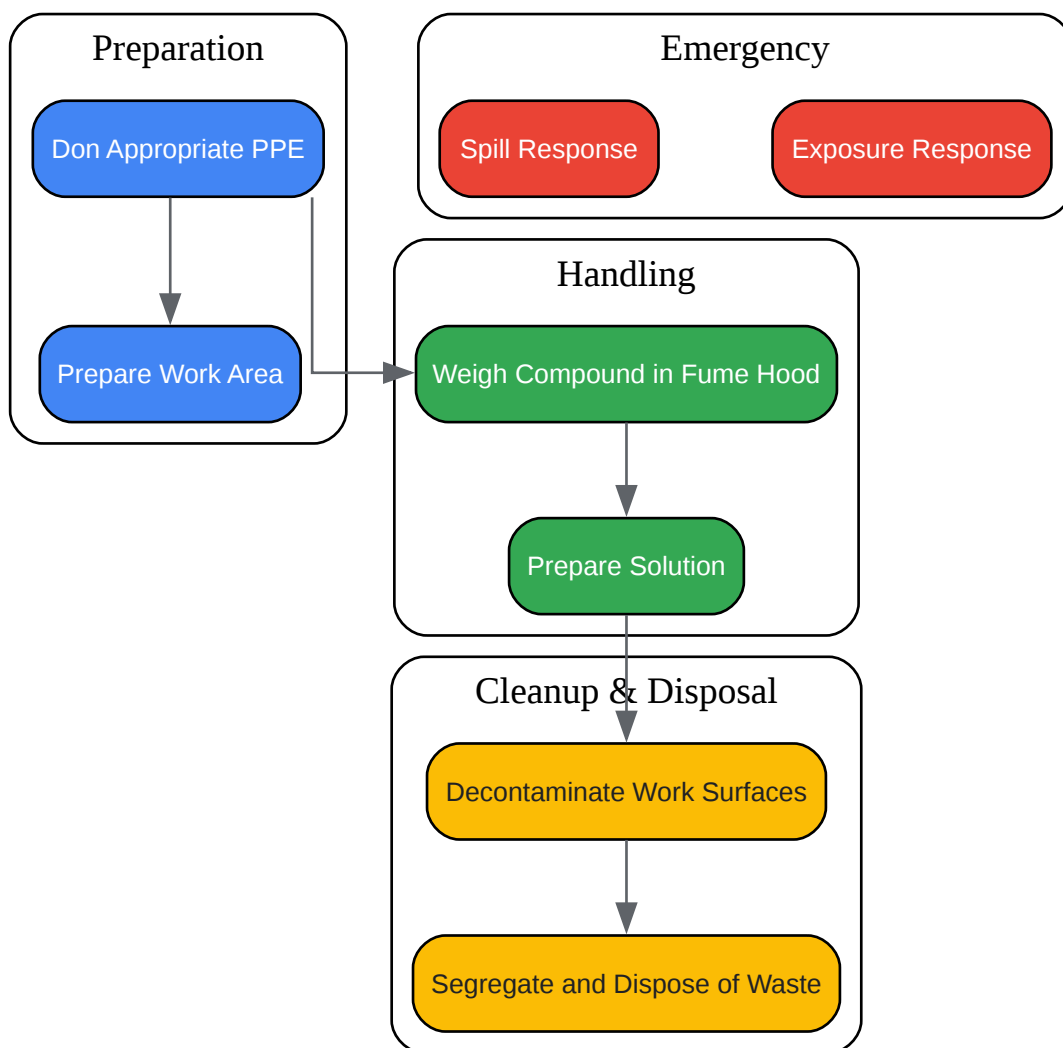 Preparation
Don Appropriate PPE
Prepare Work Area
Emergency
Spill Response
Exposure Response
Handling
Weigh Compound in Fume Hood
Prepare Solution
Cleanup & Disposal
Decontaminate Work Surfaces
Segregate and Dispose of Waste